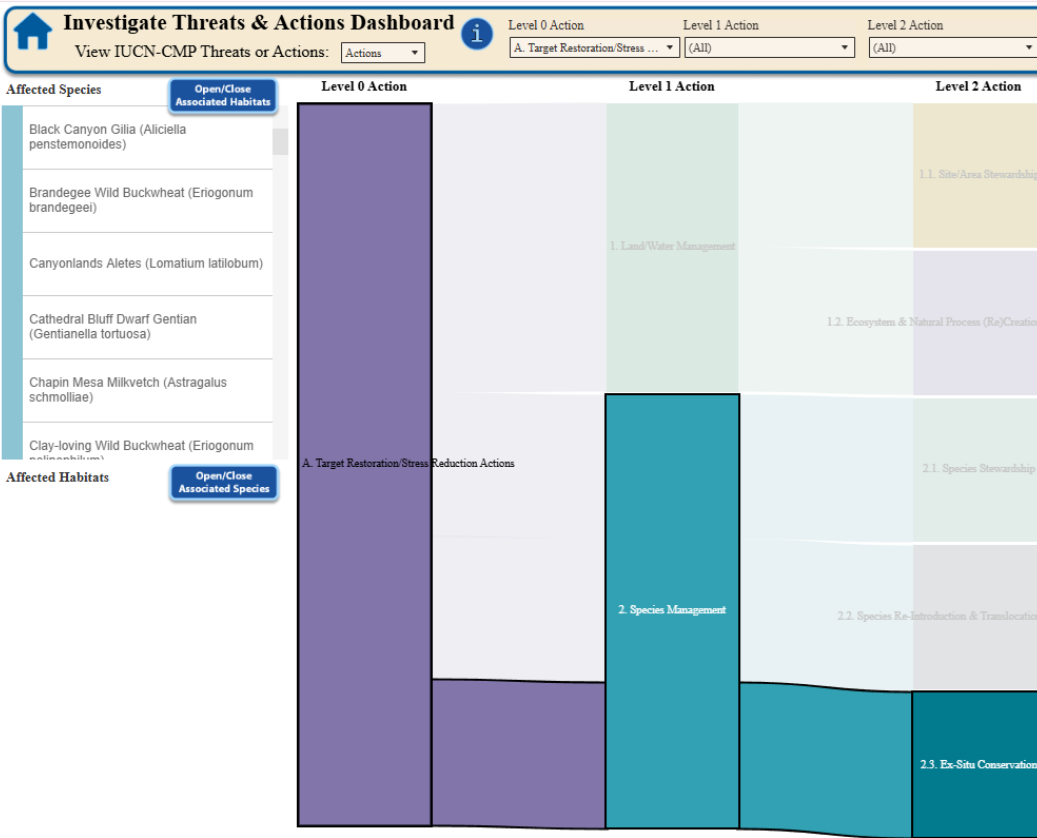 Investigate Threats & Actions Dashboard
i
View IUCN-CMP Threats or Actions:
Actions
Level 0 Action
Level 1 Action
Level 2 Action
A. Target Restoration/Stress ...
(All)
(All)
Affected Species
Open/Close
Associated Habitats
Black Canyon Gilia (Aliciella
penstemonoides)
Brandegee Wild Buckwheat (Eriogonum
brandegeei)
Canyonlands Aletes (Lomatium latilobum)
Cathedral Bluff Dwarf Gentian
(Gentianella tortuosa)
Chapin Mesa Milkvetch (Astragalus
schmolliae)
Clay-loving Wild Buckwheat (Eriogonum
Affected Habitats
Open/Close
Associated Species
Level 0 Action
Level 1 Action
Level 2 Action
A. Target Restoration/Stress Reduction Actions
1. Land/Water Management
2. Species Management
1.1. Site/Area Stewardship
1.2. Ecosystem & Natural Process (Re)Creation
2.1. Species Stewardship
2.2. Species Re-Introduction & Translocation
2.3. Ex-Situ Conservation